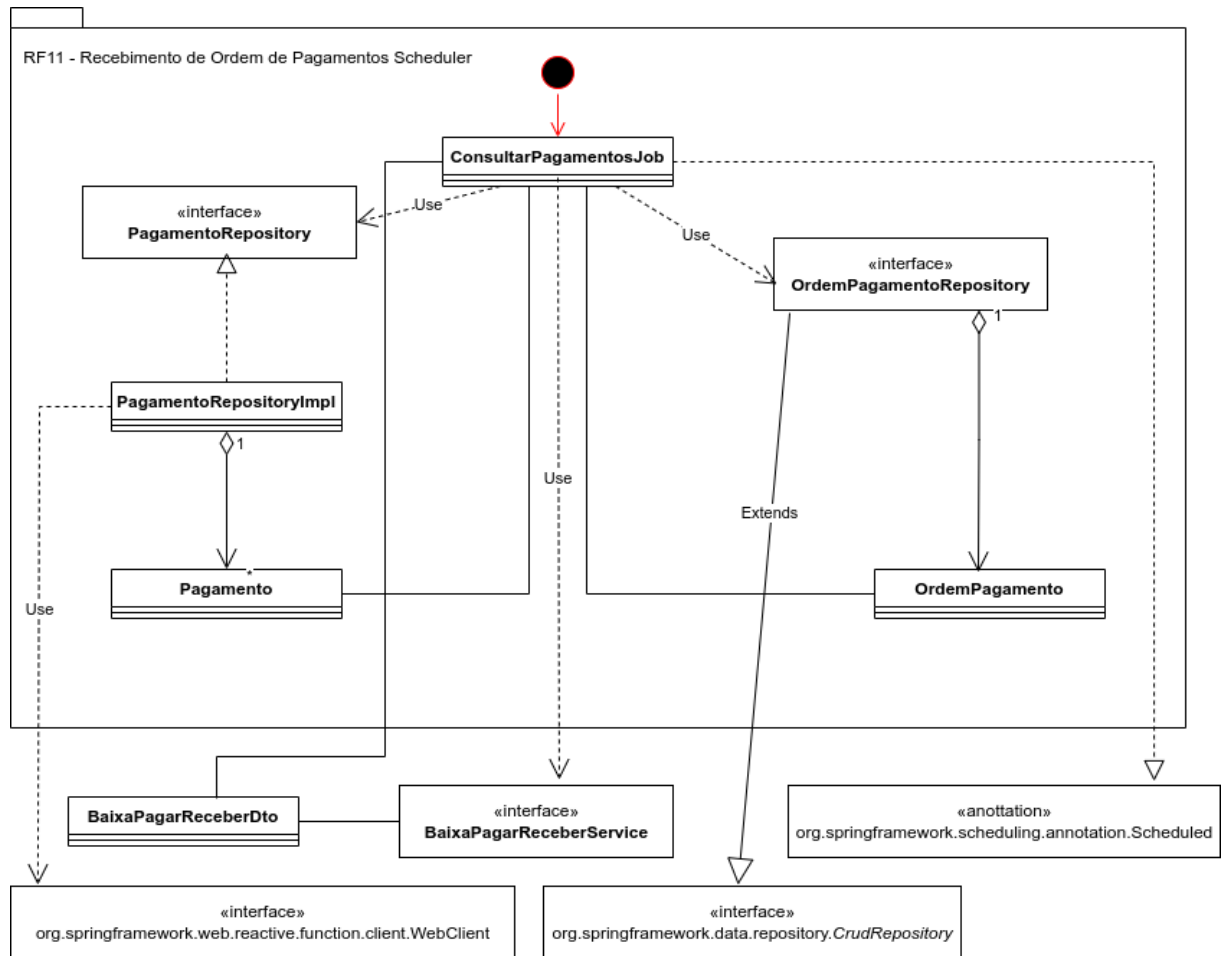 RF11 - Recebimento de Ordem de Pagamentos Scheduler
ConsultarPagamentosJob
«interface»
PagamentoRepository
Use
Use
«interface»
OrdemPagamentoRepository
1
PagamentoRepositoryImpl
1
Use
Extends
*
Pagamento
OrdemPagamento
Use
BaixaPagarReceberDto
«interface»
BaixaPagarReceberService
«anottation»
org.springframework.scheduling.annotation.Scheduled
«interface»
org.springframework.web.reactive.function.client.WebClient
«interface»
org.springframework.data.repository.CrudRepository